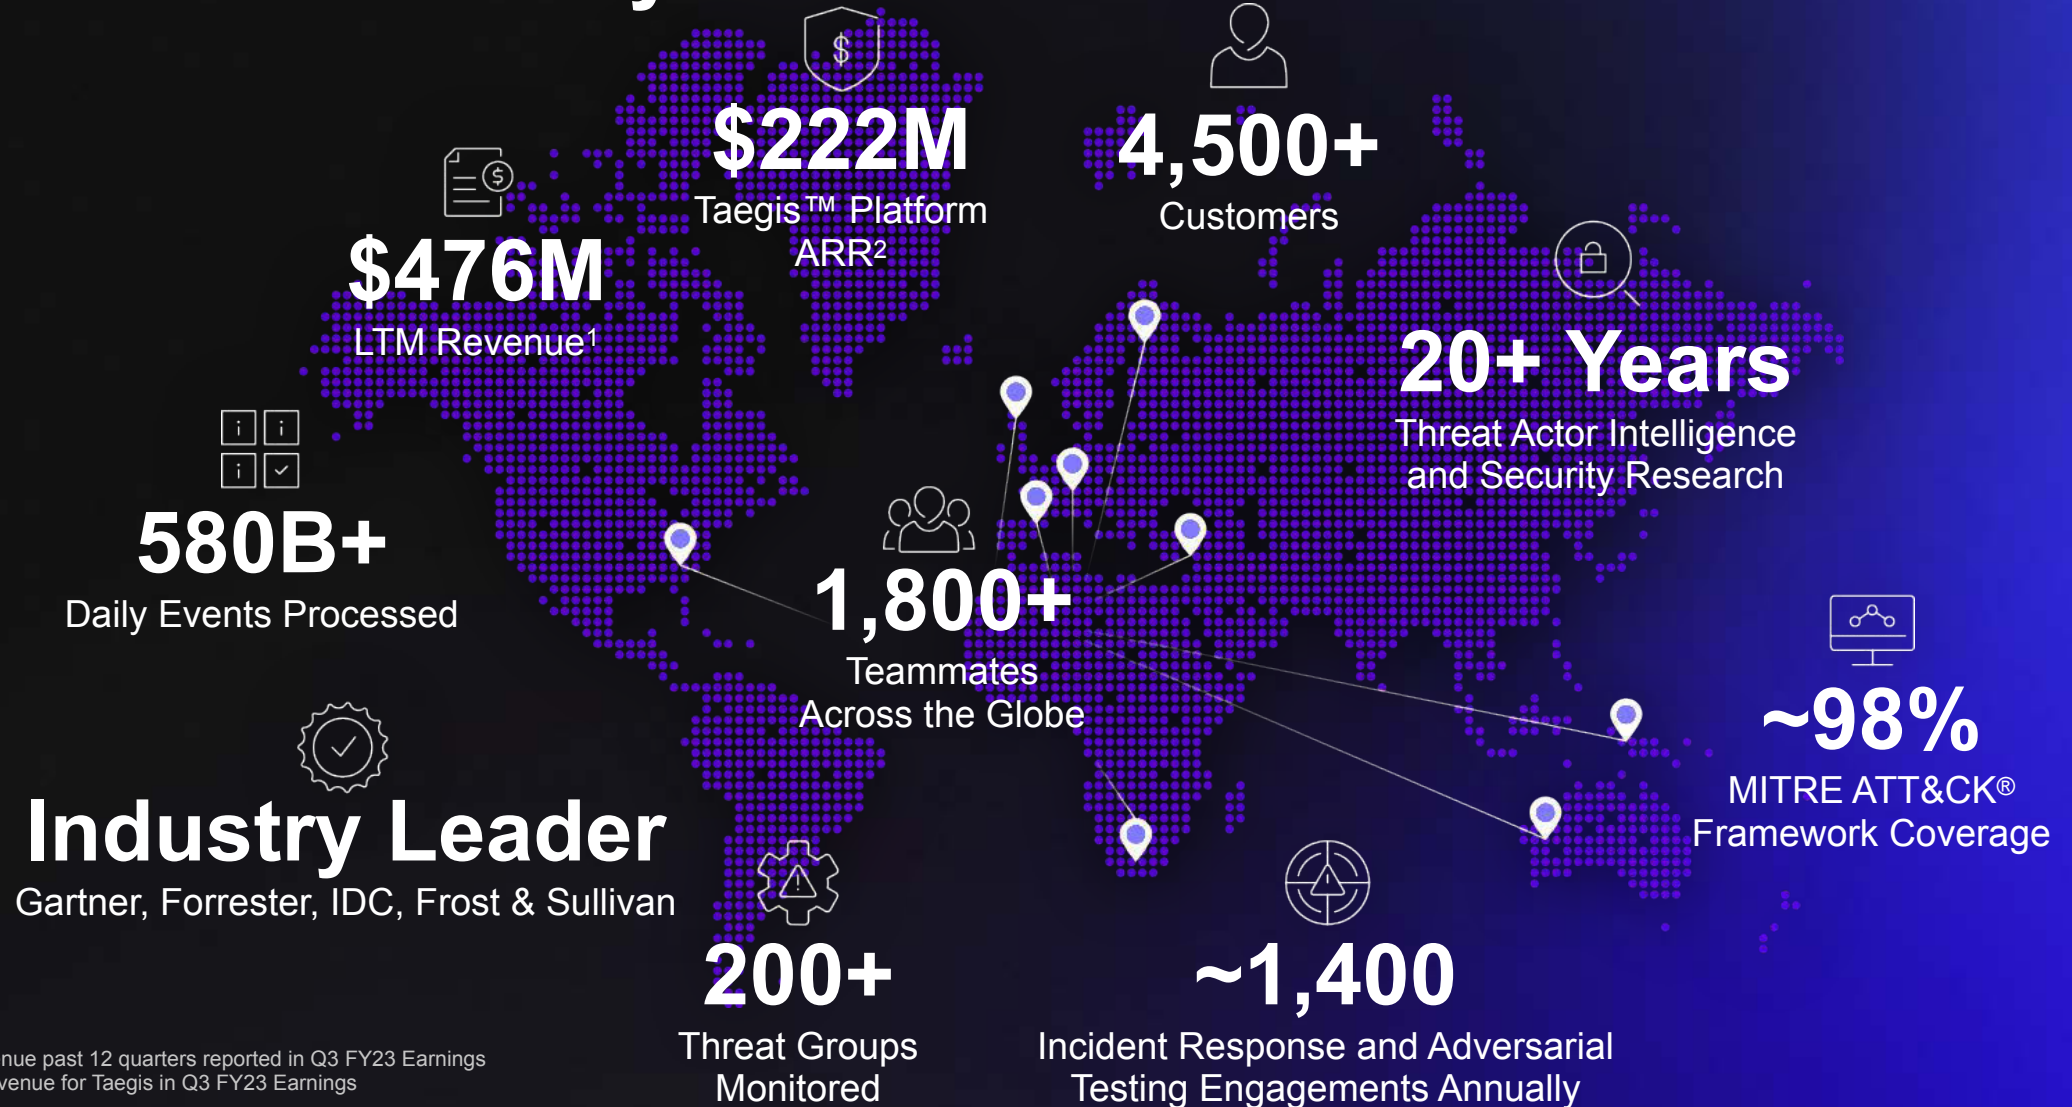 $222M
Taegis™ Platform
ARR²
4,500+
Customers
$476M
LTM Revenue¹
20+ Years
Threat Actor Intelligence
and Security Research
580B+
Daily Events Processed
1,800+
Teammates
Across the Globe
~98%
MITRE ATT&CK®
Framework Coverage
Industry Leader
Gartner, Forrester, IDC, Frost & Sullivan
200+
Threat Groups
Monitored
~1,400
Incident Response and Adversarial
Testing Engagements Annually
past 12 quarters reported in Q3 FY23 Earnings
for Taegis in Q3 FY23 Earnings